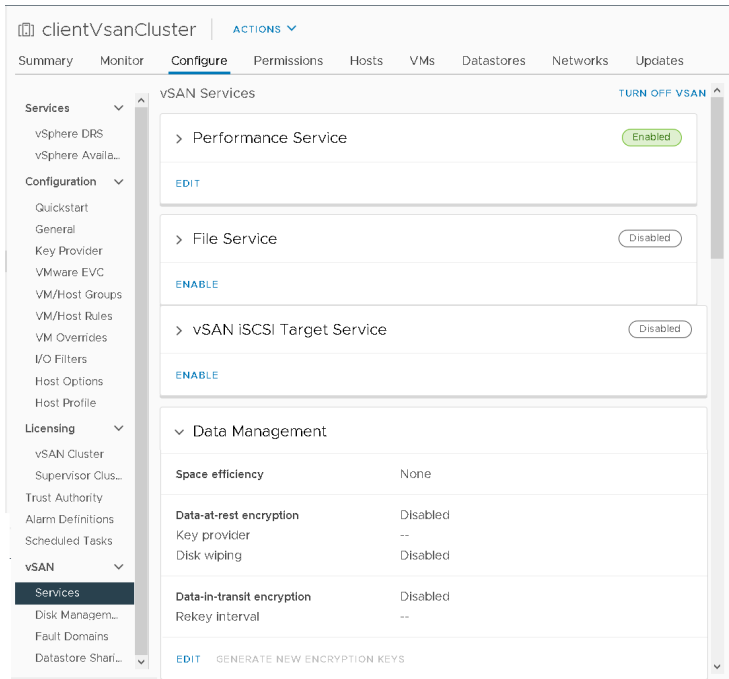 clientVsanCluster ACTIONS
Summary Monitor Configure Permissions Hosts VMs Datastores Networks Updates
Services
vSphere DRS
vSphere Availa...
Configuration
Quickstart
General
Key Provider
VMware EVC
VM/Host Groups
VM/Host Rules
VM Overrides
I/O Filters
Host Options
Host Profile
Licensing
vSAN Cluster
Supervisor Clus...
Trust Authority
Alarm Definitions
Scheduled Tasks
vSAN
Services
Disk Managem...
Fault Domains
Datastore Shari...
vSAN Services TURN OFF VSAN
Performance Service Enabled
EDIT
File Service Disabled
ENABLE
vSAN iSCSI Target Service Disabled
ENABLE
Data Management
Space efficiency None
Data-at-rest encryption Disabled
Key provider --
Disk wiping Disabled
Data-in-transit encryption Disabled
Rekey interval --
EDIT GENERATE NEW ENCRYPTION KEYS